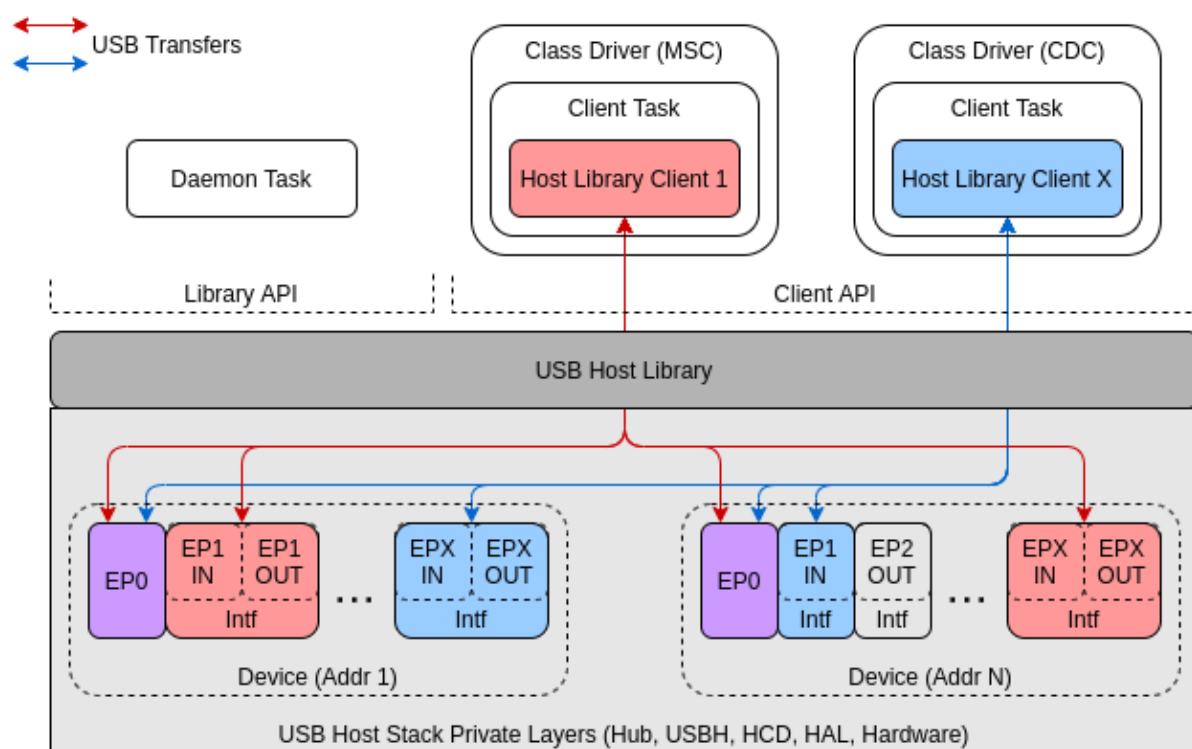 USB Transfers
Class Driver (MSC)
Class Driver (CDC)
Client Task
Client Task
Daemon Task
Host Library Client 1
Host Library Client X
Library API
Client API
USB Host Library
EP0
EP1
IN
EP1
OUT
Intf
...
EPX
IN
EPX
OUT
Intf
Device (Addr 1)
EP0
EP1
IN
Intf
EP2
OUT
Intf
...
EPX
IN
EPX
OUT
Intf
Device (Addr N)
USB Host Stack Private Layers (Hub, USBH, HCD, HAL, Hardware)